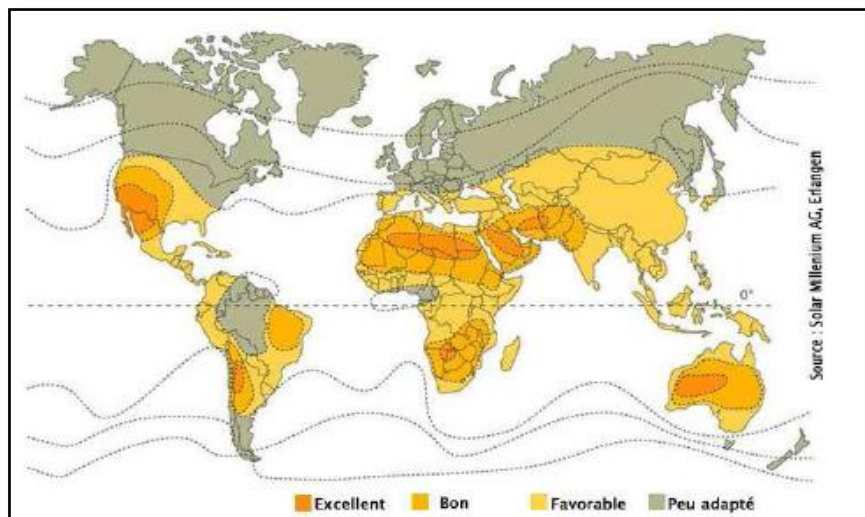 0°
Source : Solar Millenium AG, Erlangen
Excellent
Bon
Favorable
Peu adapté